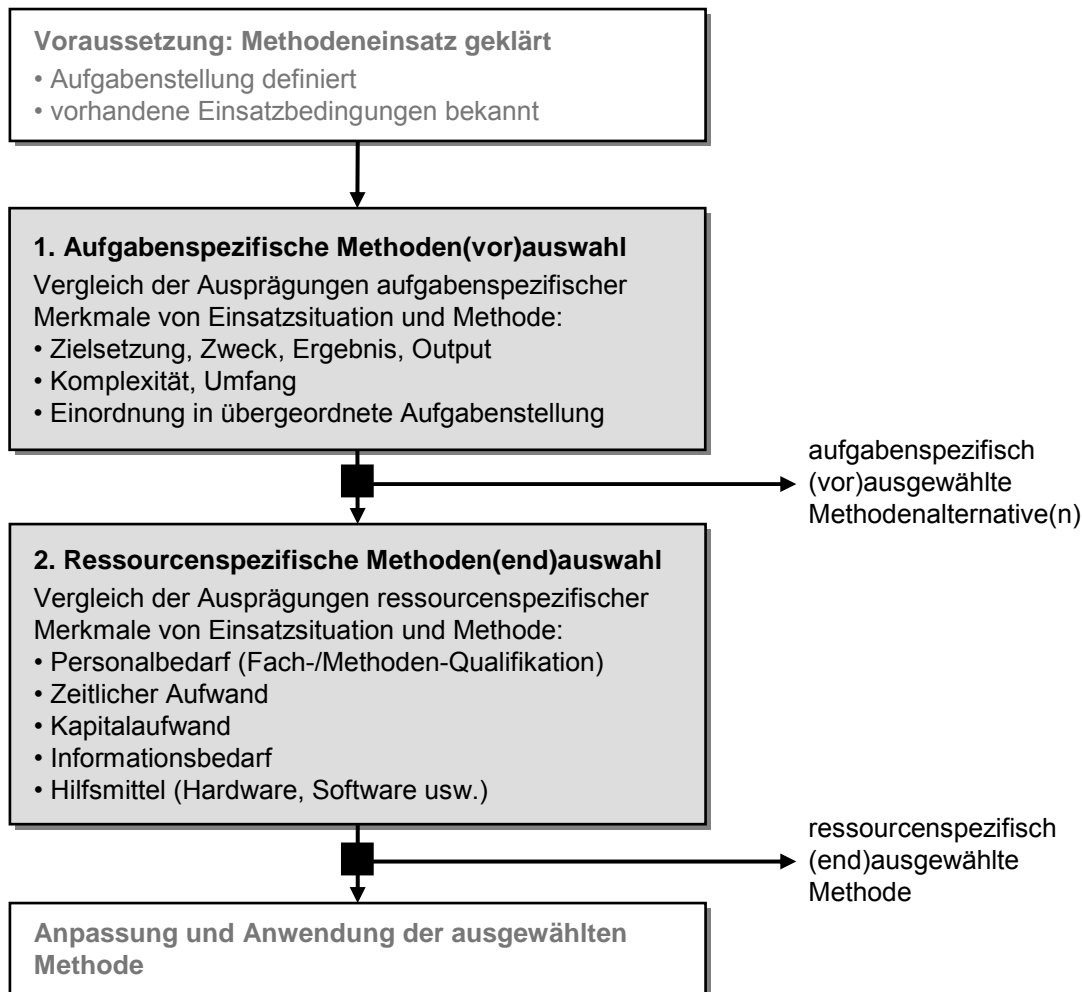 Voraussetzung: Methodeneinsatz geklärt
• Aufgabenstellung definiert
• vorhandene Einsatzbedingungen bekannt
1. Aufgabenspezifische Methoden(vor)auswahl
Vergleich der Ausprägungen aufgabenspezifischer
Merkmale von Einsatzsituation und Methode:
• Zielsetzung, Zweck, Ergebnis, Output
• Komplexität, Umfang
• Einordnung in übergeordnete Aufgabenstellung
aufgabenspezifisch
(vor)ausgewählte
Methodenalternative(n)
2. Ressourcenspezifische Methoden(end)auswahl
Vergleich der Ausprägungen ressourcenspezifischer
Merkmale von Einsatzsituation und Methode:
• Personalbedarf (Fach-/Methoden-Qualifikation)
• Zeitlicher Aufwand
• Kapitalaufwand
• Informationsbedarf
• Hilfsmittel (Hardware, Software usw.)
ressourcenspezifisch
(end)ausgewählte
Methode
Anpassung und Anwendung der ausgewählten
Methode